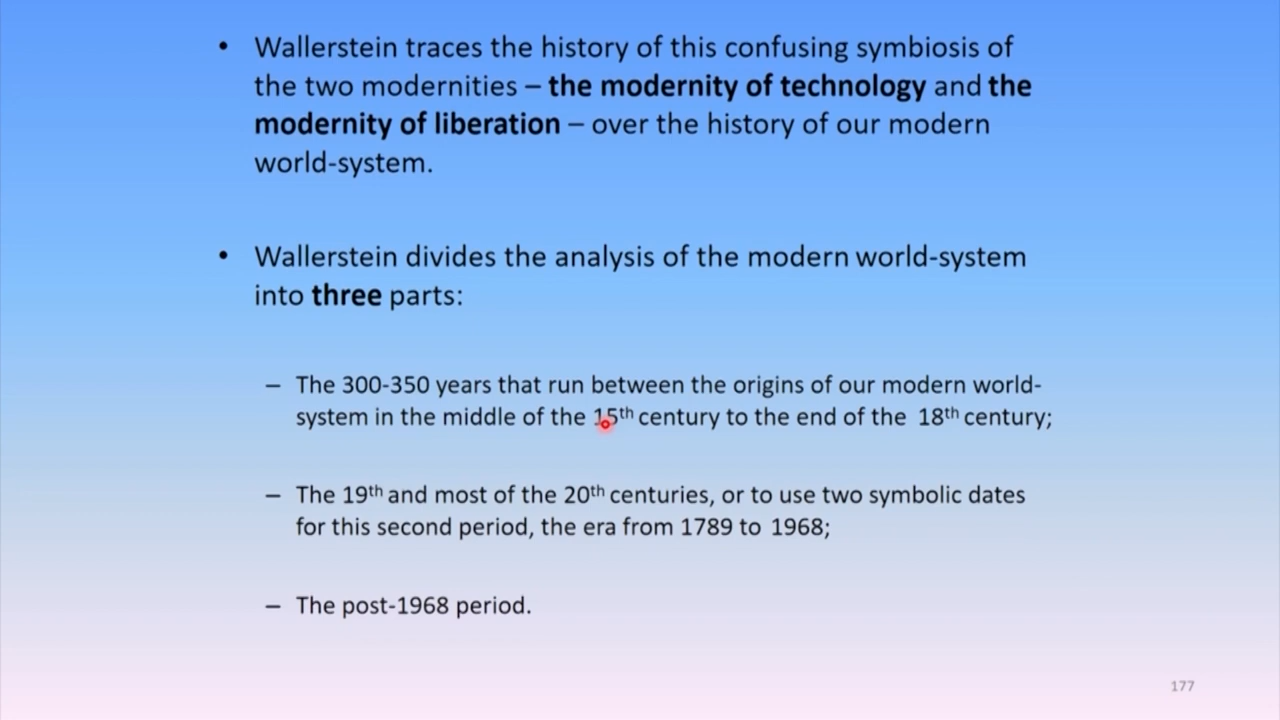 • Wallerstein traces the history of this confusing symbiosis of
the two modernities – the modernity of technology and the
modernity of liberation – over the history of our modern
world-system.
• Wallerstein divides the analysis of the modern world-system
into three parts:
– The 300-350 years that run between the origins of our modern world-
system in the middle of the 15th century to the end of the 18th century;
– The 19th and most of the 20th centuries, or to use two symbolic dates
for this second period, the era from 1789 to 1968;
– The post-1968 period.
177